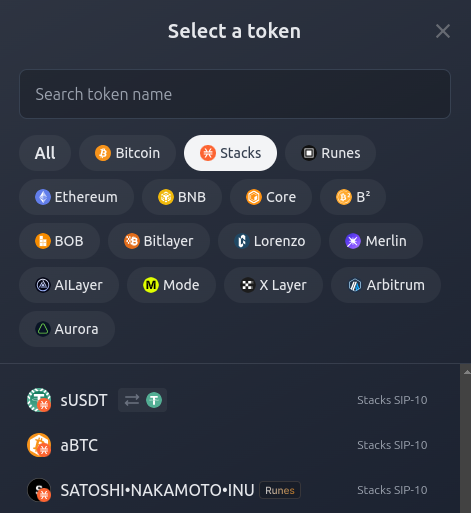 Select a token
Search token name
All Bitcoin Stacks Runes
Ethereum BNB Core B²
BOB Bitlayer Lorenzo Merlin
AILayer Mode X Layer Arbitrum
Aurora
sUSDT Stacks SIP-10
aBTC Stacks SIP-10
SATOSHI•NAKAMOTO•INU Runes Stacks SIP-10